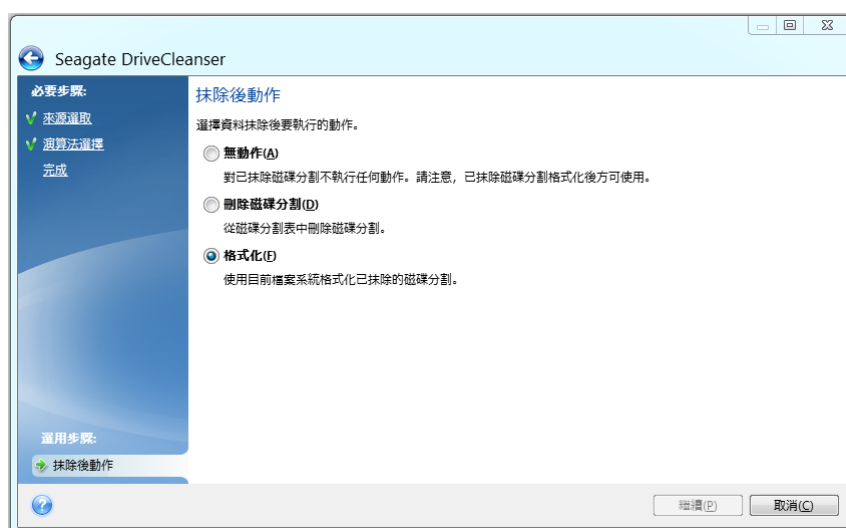 Seagate DriveCleanser
必要步驟:
來源選取
演算法選擇
完成
選用步驟:
抹除後動作
抹除後動作
選擇資料抹除後要執行的動作。
無動作(A)
對已抹除磁碟分割不執行任何動作。請注意，已抹除磁碟分割格式化後方可使用。
刪除磁碟分割(D)
從磁碟分割表中刪除磁碟分割。
格式化(F)
使用目前檔案系統格式化已抹除的磁碟分割。
繼續(P)
取消(C)